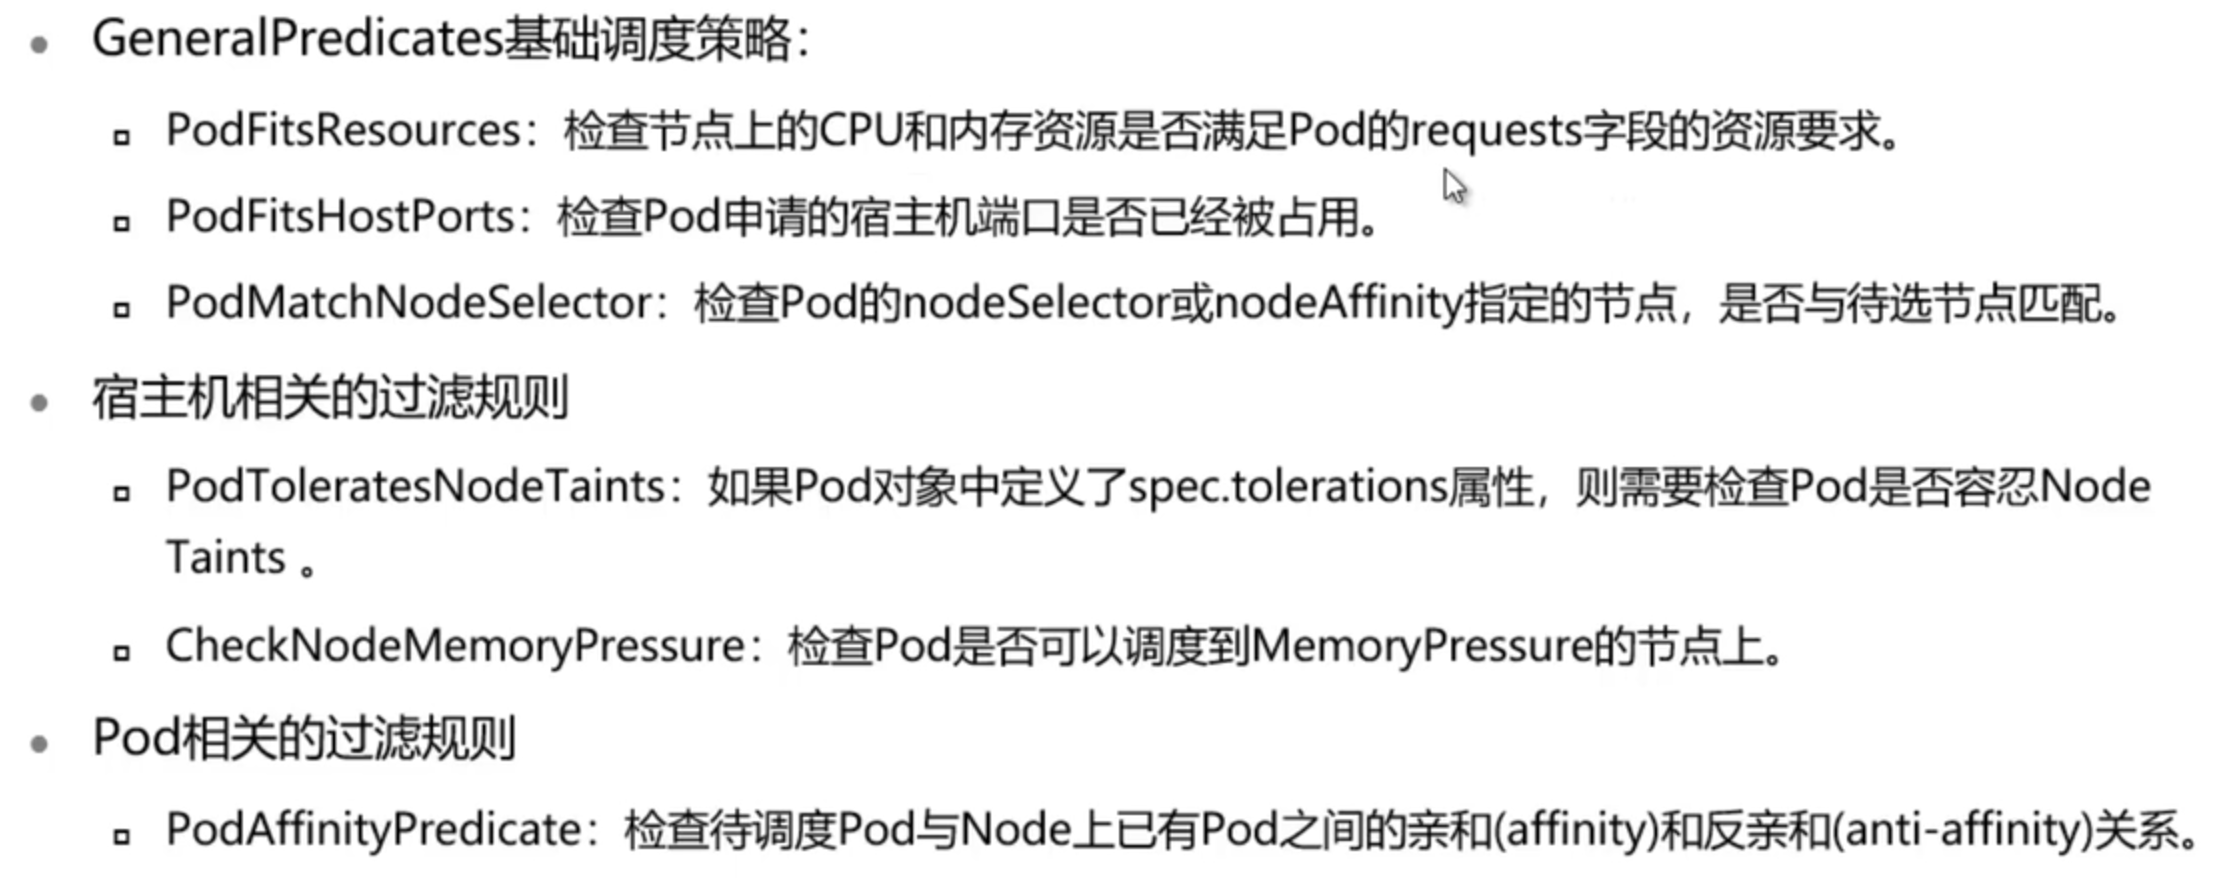 GeneralPredicates基础调度策略：
PodFitsResources：检查节点上的CPU和内存资源是否满足Pod的requests字段的资源要求。
PodFitsHostPorts：检查Pod申请的宿主机端口是否已经被占用。
PodMatchNodeSelector：检查Pod的nodeSelector或nodeAffinity指定的节点，是否与待选节点匹配。
宿主机相关的过滤规则
PodToleratesNodeTaints：如果Pod对象中定义了spec.tolerations属性，则需要检查Pod是否容忍Node
Taints 。
CheckNodeMemoryPressure：检查Pod是否可以调度到MemoryPressure的节点上。
Pod相关的过滤规则
PodAffinityPredicate：检查待调度Pod与Node上已有Pod之间的亲和(affinity)和反亲和(anti-affinity)关系。